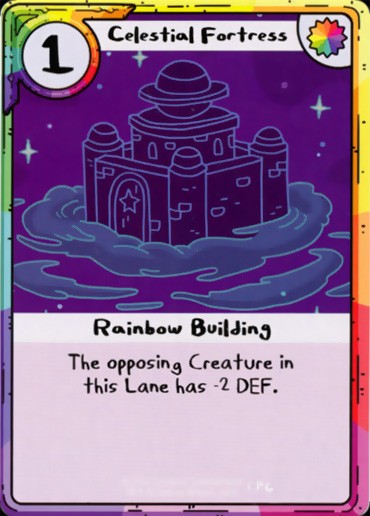 1
Celestial Fortress
Rainbow Building
The opposing Creature in
this Lane has -2 DEF.